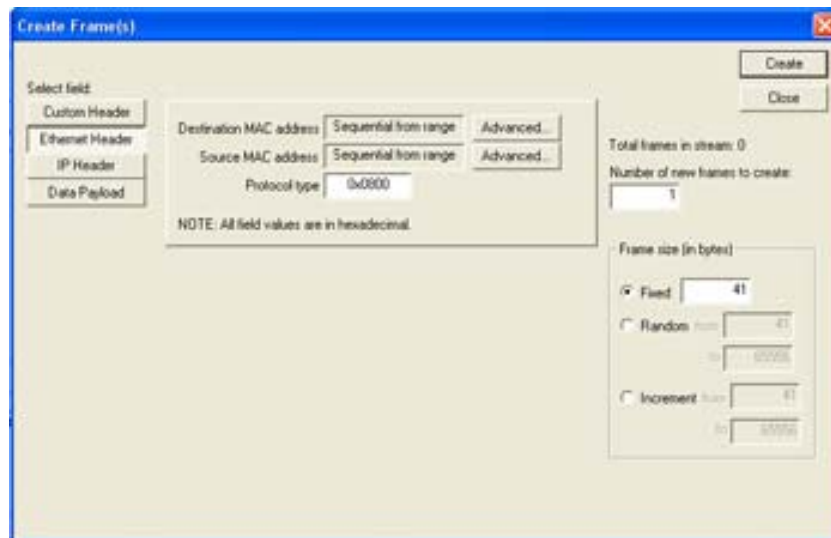 Create Frame(s)
Create
Close
Select field:
Custom Header
Ethernet Header
IP Header
Data Payload
Destination MAC address Sequential from range Advanced...
Source MAC address Sequential from range Advanced...
Protocol type 0x0800
NOTE: All field values are in hexadecimal.
Total frames in stream: 0
Number of new frames to create:
1
Frame size (in bytes)
Fixed 41
Random from 41
to 65556
Increment from 41
to 65556